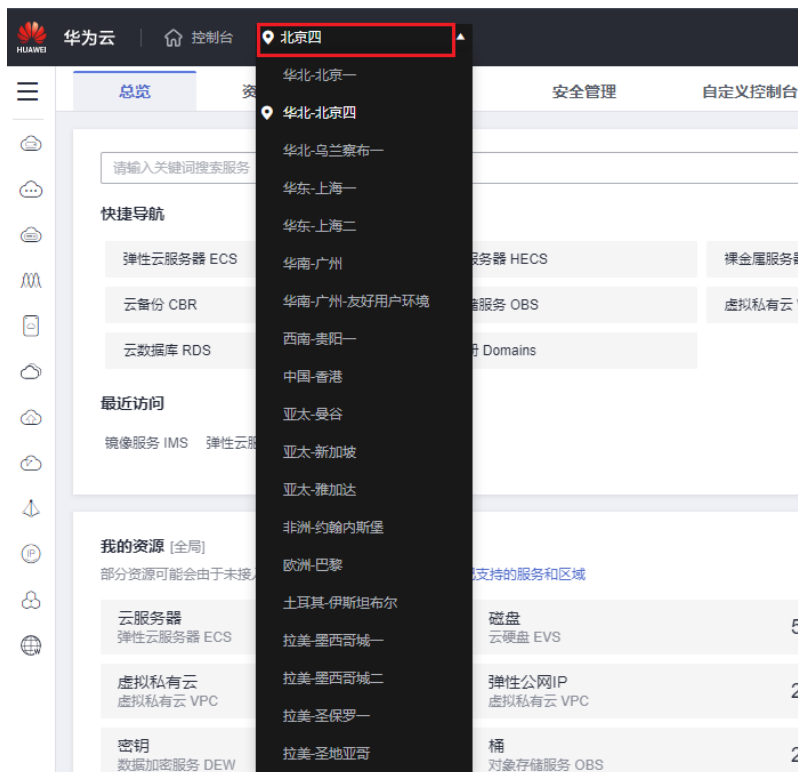 HUAWEI
华为云
控制台
北京四
华北-北京一
华北-北京四
华北-乌兰察布一
华东-上海一
华东-上海二
华南-广州
华南-广州-友好用户环境
西南-贵阳一
中国-香港
亚太-曼谷
亚太-新加坡
亚太-雅加达
非洲-约翰内斯堡
欧洲-巴黎
土耳其-伊斯坦布尔
拉美-墨西哥城一
拉美-墨西哥城二
拉美-圣保罗一
拉美-圣地亚哥
总览
安全管理
自定义控制台
请输入关键词搜索服务
快捷导航
弹性云服务器 ECS
服务器 HECS
裸金属服务
云备份 CBR
服务 OBS
虚拟私有云
云数据库 RDS
Domains
最近访问
镜像服务 IMS
弹性云
我的资源 [全局]
部分资源可能会由于未接
支持的服务和区域
云服务器
弹性云服务器 ECS
磁盘
云硬盘 EVS
5
虚拟私有云
虚拟私有云 VPC
弹性公网IP
虚拟私有云 VPC
2
密钥
数据加密服务 DEW
桶
对象存储服务 OBS
2